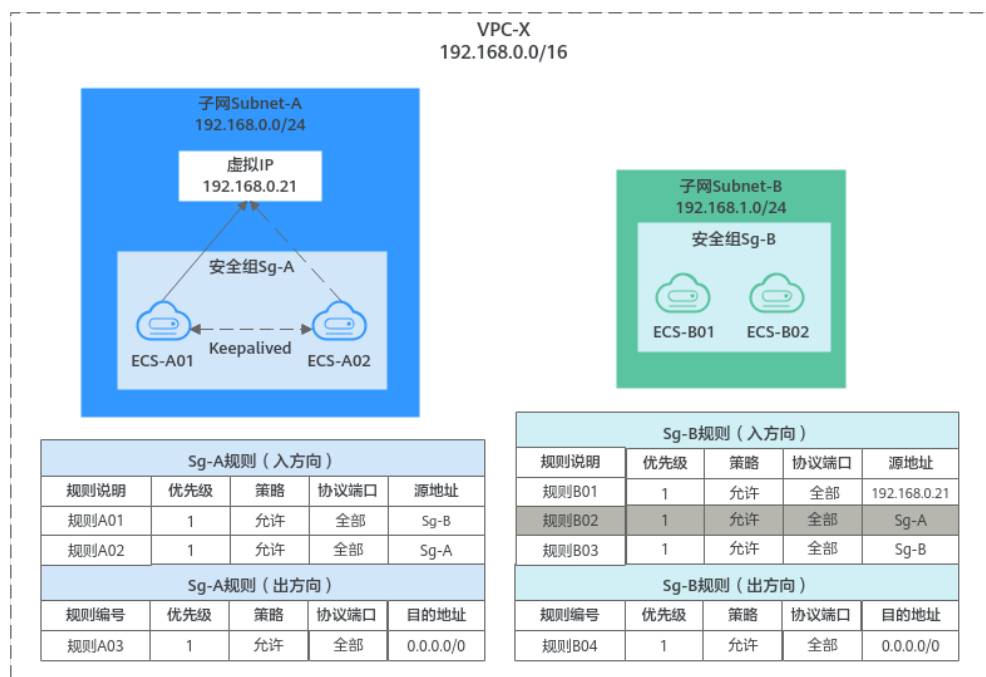 VPC-X
192.168.0.0/16
子网Subnet-A
192.168.0.0/24
虚拟IP
192.168.0.21
安全组Sg-A
Keepalived
ECS-A01
ECS-A02
子网Subnet-B
192.168.1.0/24
安全组Sg-B
ECS-B01
ECS-B02
Sg-A规则（入方向）
规则说明 优先级 策略 协议端口 源地址
规则A01 1 允许 全部 Sg-B
规则A02 1 允许 全部 Sg-A
Sg-A规则（出方向）
规则编号 优先级 策略 协议端口 目的地址
规则A03 1 允许 全部 0.0.0.0/0
Sg-B规则（入方向）
规则说明 优先级 策略 协议端口 源地址
规则B01 1 允许 全部 192.168.0.21
规则B02 1 允许 全部 Sg-A
规则B03 1 允许 全部 Sg-B
Sg-B规则（出方向）
规则编号 优先级 策略 协议端口 目的地址
规则B04 1 允许 全部 0.0.0.0/0